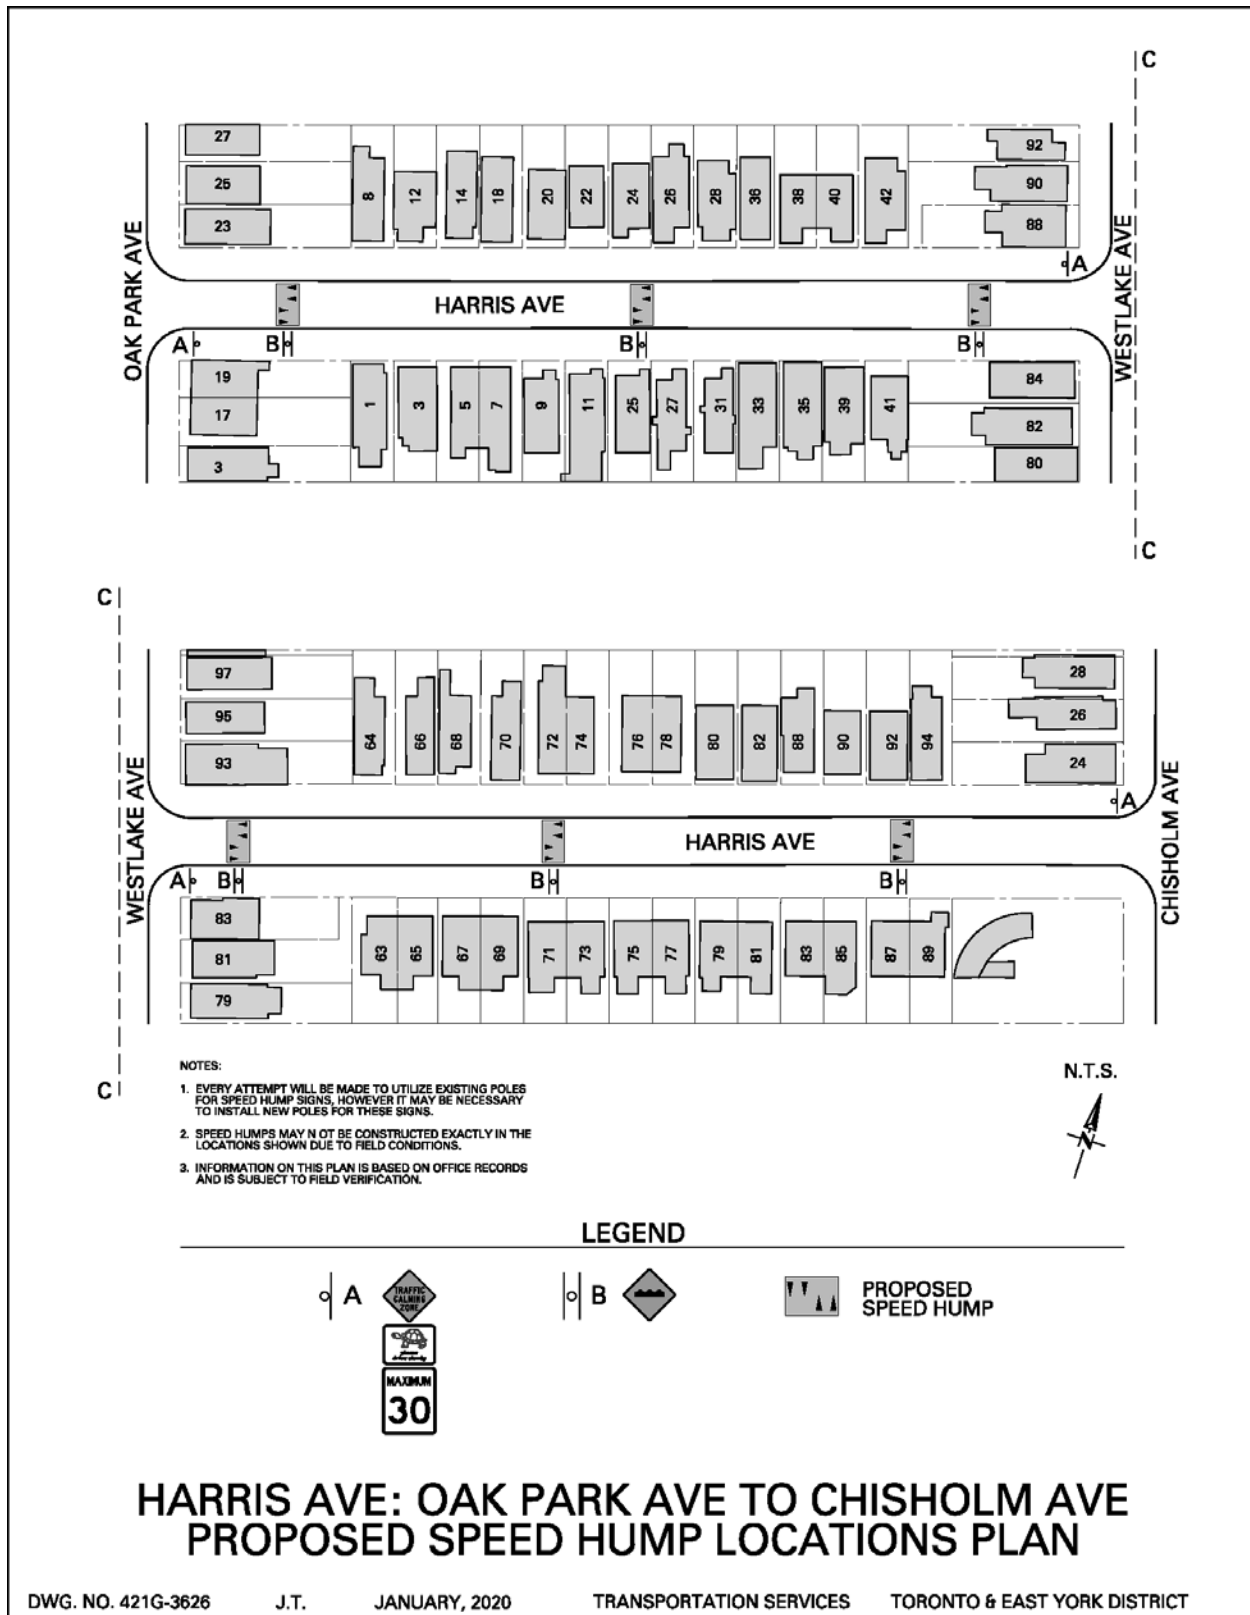 C
27
25
23
8
12
14
18
20
22
24
26
28
36
38
40
42
92
90
88
A
OAK PARK AVE
HARRIS AVE
WESTLAKE AVE
A
B
B
B
19
17
3
1
3
5
7
9
11
25
27
31
33
35
39
41
84
82
80
C
C
97
95
93
64
66
68
70
72
74
76
78
80
82
88
90
92
94
28
26
24
A
WESTLAKE AVE
HARRIS AVE
CHISHOLM AVE
A
B
B
B
83
81
79
63
65
67
69
71
73
75
77
79
81
83
85
87
89
C
NOTES:
1. EVERY ATTEMPT WILL BE MADE TO UTILIZE EXISTING POLES
FOR SPEED HUMP SIGNS, HOWEVER IT MAY BE NECESSARY
TO INSTALL NEW POLES FOR THESE SIGNS.
2. SPEED HUMPS MAY N OT BE CONSTRUCTED EXACTLY IN THE
LOCATIONS SHOWN DUE TO FIELD CONDITIONS.
3. INFORMATION ON THIS PLAN IS BASED ON OFFICE RECORDS
AND IS SUBJECT TO FIELD VERIFICATION.
N.T.S.
N
LEGEND
A
TRAFFIC
CALMING
ZONE
MAXIMUM
30
B
PROPOSED
SPEED HUMP
HARRIS AVE: OAK PARK AVE TO CHISHOLM AVE
PROPOSED SPEED HUMP LOCATIONS PLAN
DWG. NO. 421G-3626 J.T. JANUARY, 2020 TRANSPORTATION SERVICES TORONTO & EAST YORK DISTRICT